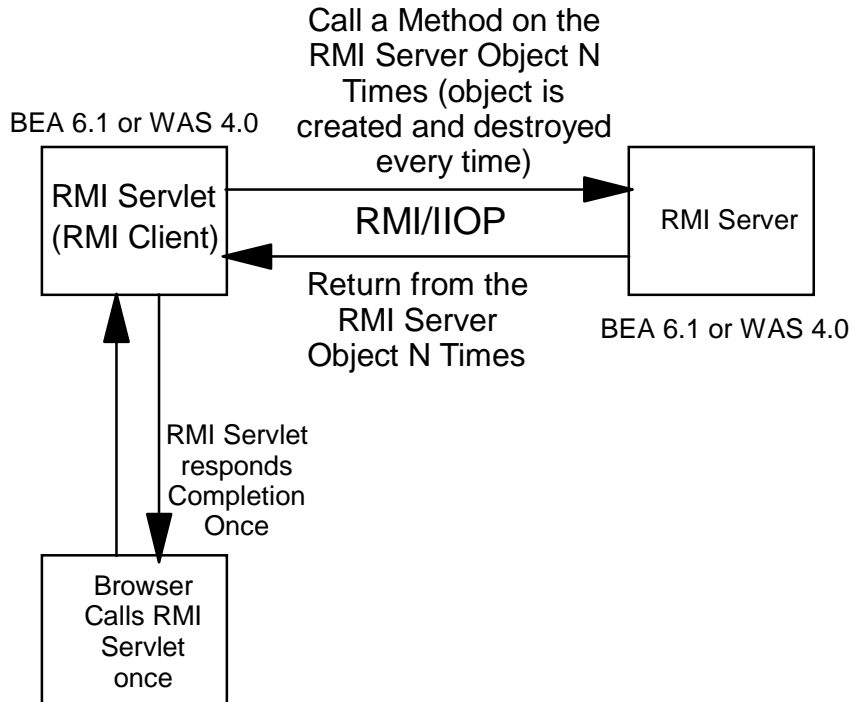 Call a Method on the
RMI Server Object N
Times (object is
created and destroyed
every time)
BEA 6.1 or WAS 4.0
RMI Servlet
(RMI Client)
RMI/IIOP
RMI Server
Return from the
RMI Server
Object N Times
BEA 6.1 or WAS 4.0
RMI Servlet
responds
Completion
Once
Browser
Calls RMI
Servlet
once